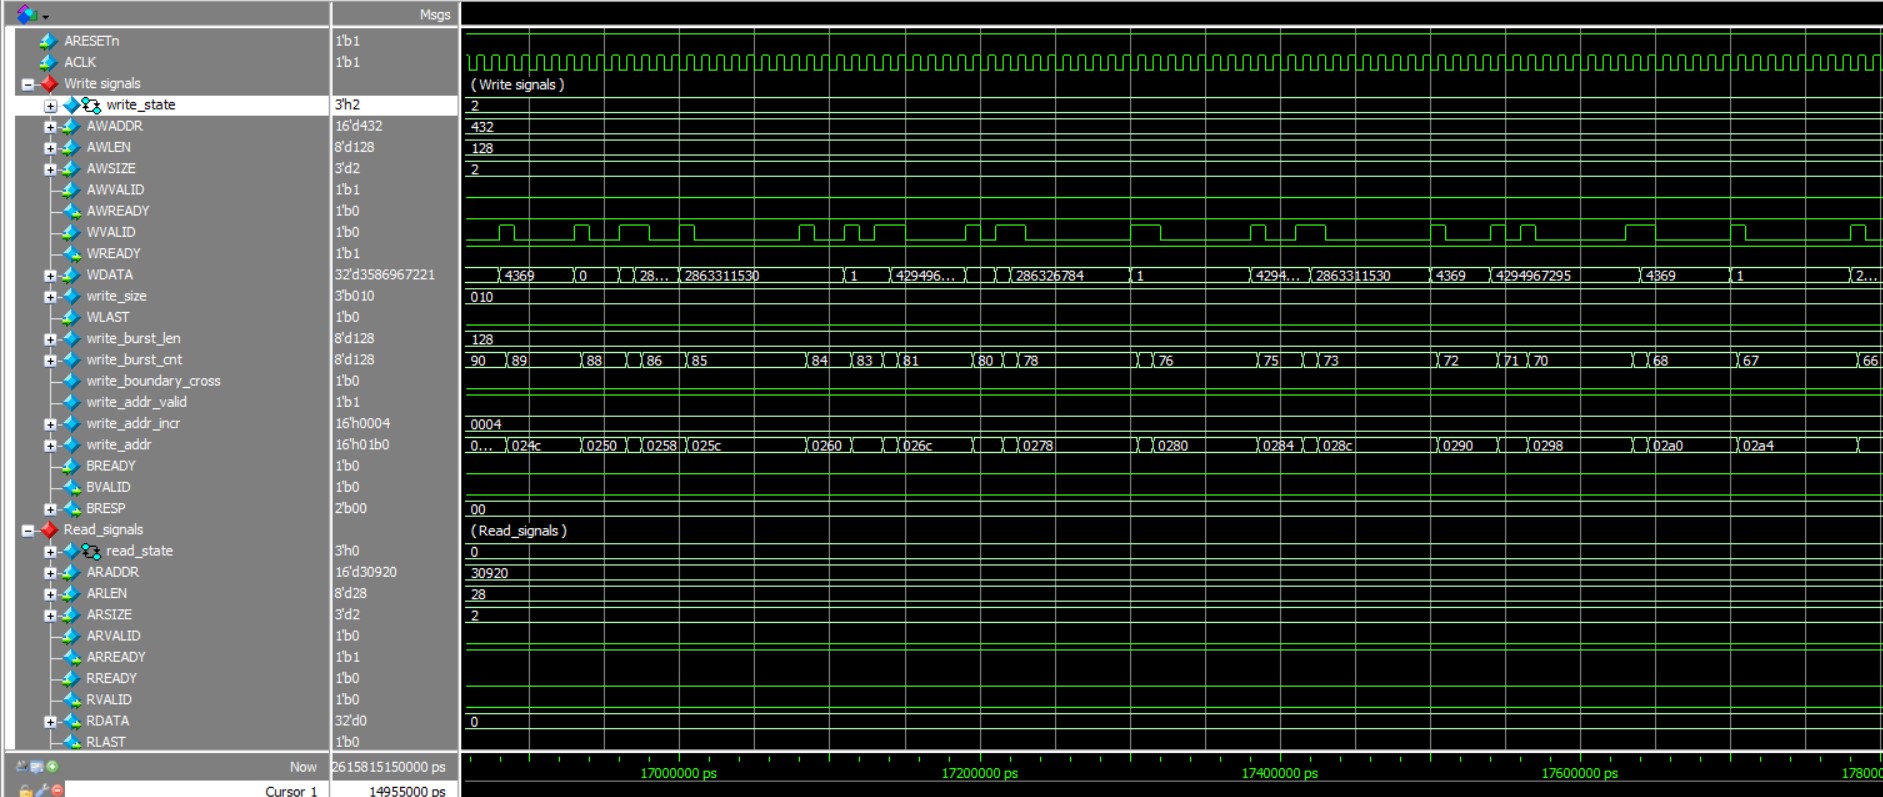 Msgs
ARESETn 1'b1
ACLK 1'b1
Write signals (Write signals)
write_state 3'h2 2
AWADDR 16'd432 432
AWLEN 8'd128 128
AWSIZE 3'd2 2
AWVALID 1'b1
AWREADY 1'b0
WVALID 1'b0
WREADY 1'b1
WDATA 32'd3586967221 4369 0 28... 2863311530 1 429496... 286326784 1 4294... 2863311530 4369 4294967295 4369 1 2...
write_size 3'b010 010
WLAST 1'b0
write_burst_len 8'd128 128
write_burst_cnt 8'd128 90 89 88 86 85 84 83 81 80 78 76 75 73 72 71 70 68 67 66
write_boundary_cross 1'b0
write_addr_valid 1'b1
write_addr_incr 16'h0004 0004
write_addr 16'h01b0 0... 024c 0250 0258 025c 0260 026c 0278 0280 0284 028c 0290 0298 02a0 02a4
BREADY 1'b0
BVALID 1'b0
BRESP 2'b00 00
Read_signals (Read_signals)
read_state 3'h0 0
ARADDR 16'd30920 30920
ARLEN 8'd28 28
ARSIZE 3'd2 2
ARVALID 1'b0
ARREADY 1'b1
RREADY 1'b0
RVALID 1'b0
RDATA 32'd0 0
RLAST 1'b0
Now 2615815150000 ps 17000000 ps 17200000 ps 17400000 ps 17600000 ps 178000
Cursor 1 14955000 ps